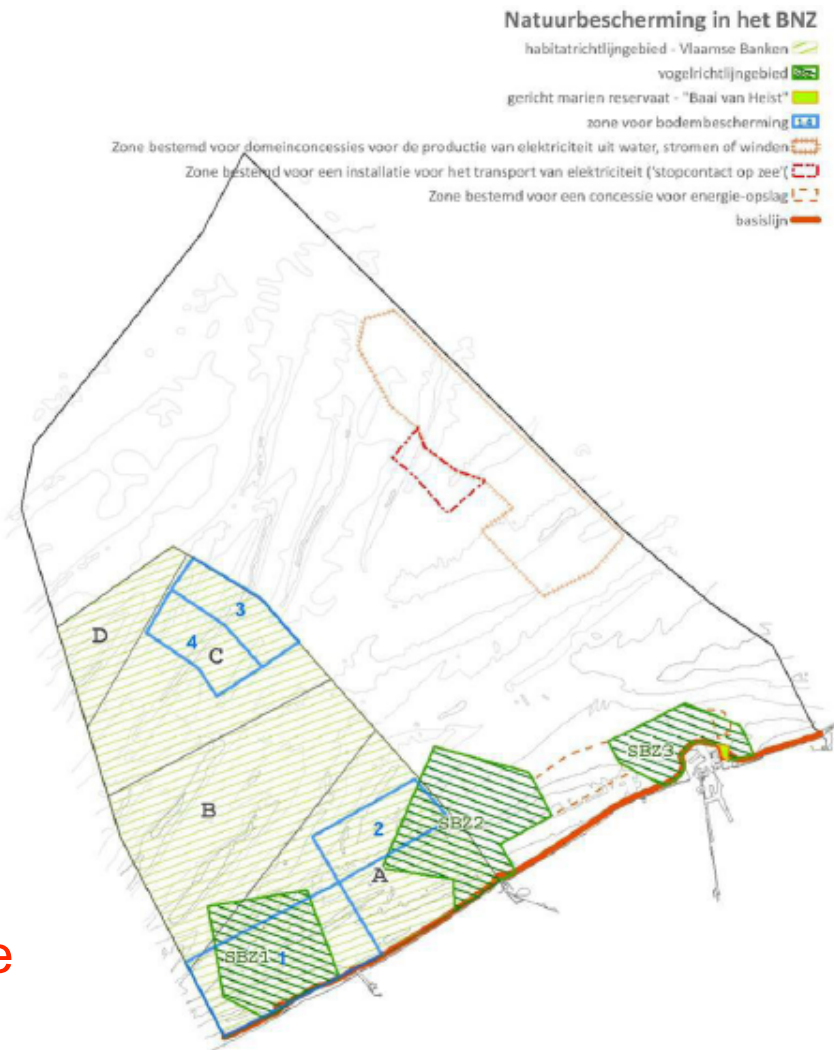 Natuurbescherming in het BNZ
habitatrichtlijngebied - Vlaamse Banken
vogelrichtlijngebied
gericht marien reservaat - "Baai van Heist"
zone voor bodembescherming
Zone bestemd voor domeinconcessies voor de productie van elektriciteit uit water, stromen of winden
Zone bestemd voor een installatie voor het transport van elektriciteit ('stopcontact op zee'(
Zone bestemd voor een concessie voor energie-opslag
basislijn
3
D
4
C
SBZ3
B
2
SBZ2
A
e
SBZ1
1